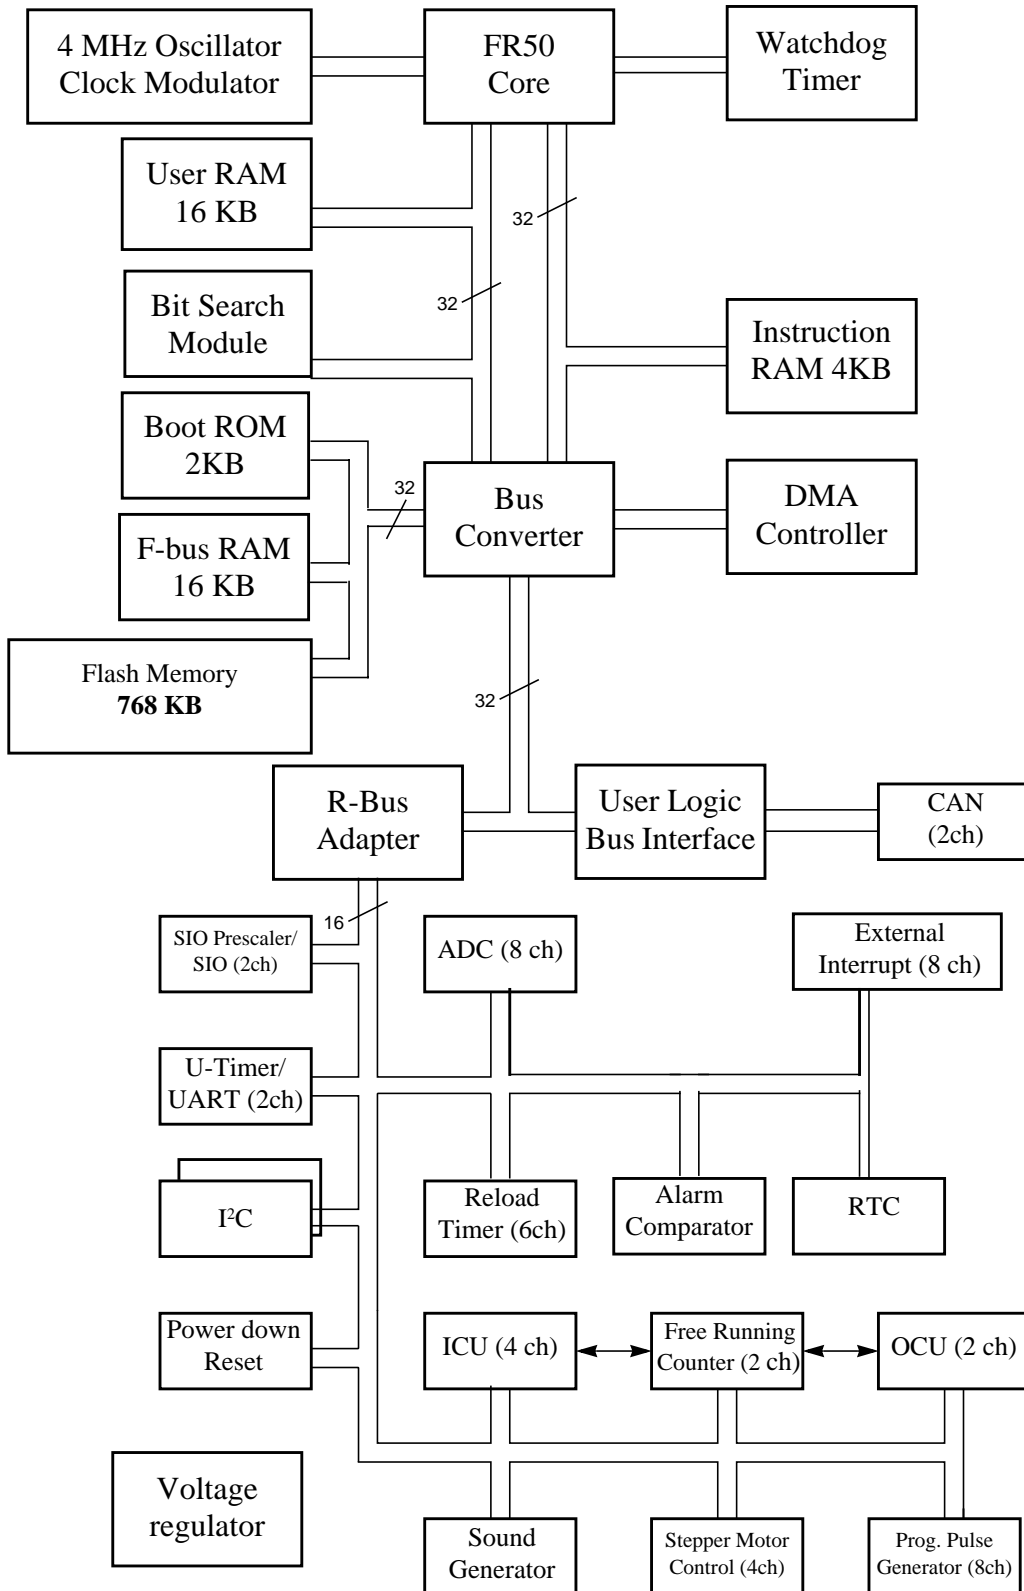 4 MHz Oscillator
Clock Modulator
FR50
Core
Watchdog
Timer
User RAM
16 KB
32
Bit Search
Module
32
Instruction
RAM 4KB
Boot ROM
2KB
32
Bus
Converter
DMA
Controller
F-bus RAM
16 KB
Flash Memory
768 KB
32
R-Bus
Adapter
User Logic
Bus Interface
CAN
(2ch)
16
SIO Prescaler/
SIO (2ch)
ADC (8 ch)
External
Interrupt (8 ch)
U-Timer/
UART (2ch)
I²C
Reload
Timer (6ch)
Alarm
Comparator
RTC
Power down
Reset
ICU (4 ch)
Free Running
Counter (2 ch)
OCU (2 ch)
Voltage
regulator
Sound
Generator
Stepper Motor
Control (4ch)
Prog. Pulse
Generator (8ch)